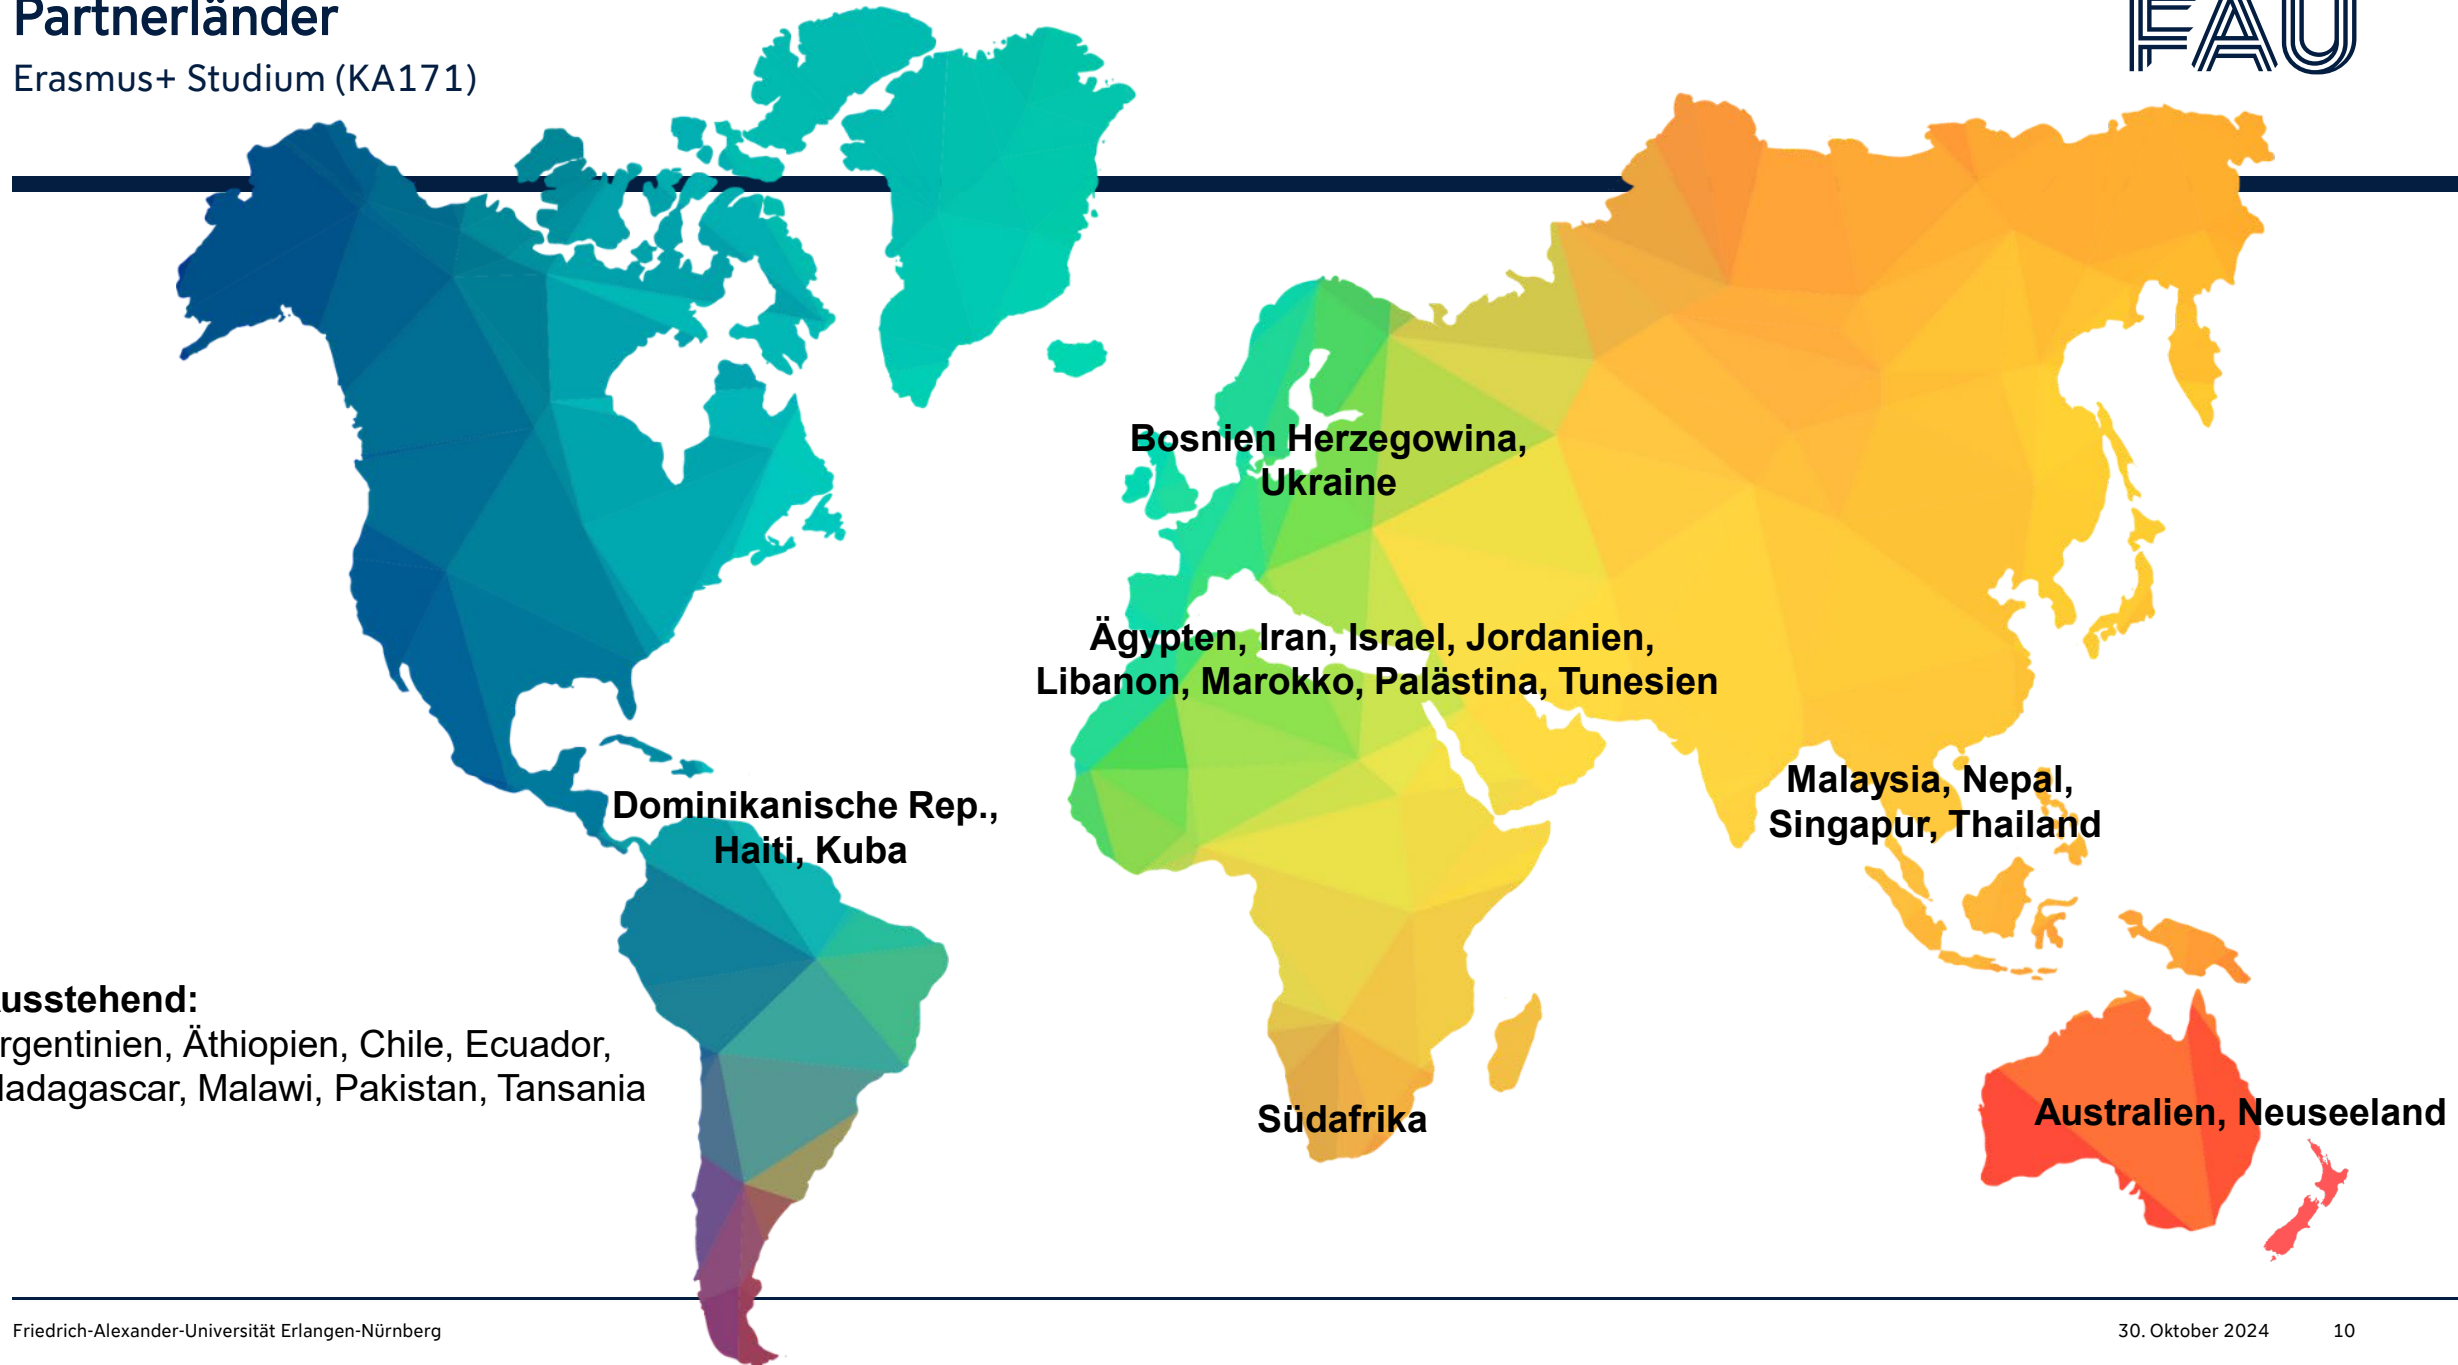 Partnerländer
FAU
Erasmus+ Studium (KA171)
Bosnien Herzegowina,
Ukraine
Ägypten, Iran, Israel, Jordanien,
Libanon, Marokko, Palästina, Tunesien
Malaysia, Nepal,
Singapur, Thailand
Dominikanische Rep.,
Haiti, Kuba
usstehend:
rgentinien, Äthiopien, Chile, Ecuador,
ladagascar, Malawi, Pakistan, Tansania
Südafrika
Australien, Neuseeland
Friedrich-Alexander-Universität Erlangen-Nürnberg
30. Oktober 2024 10